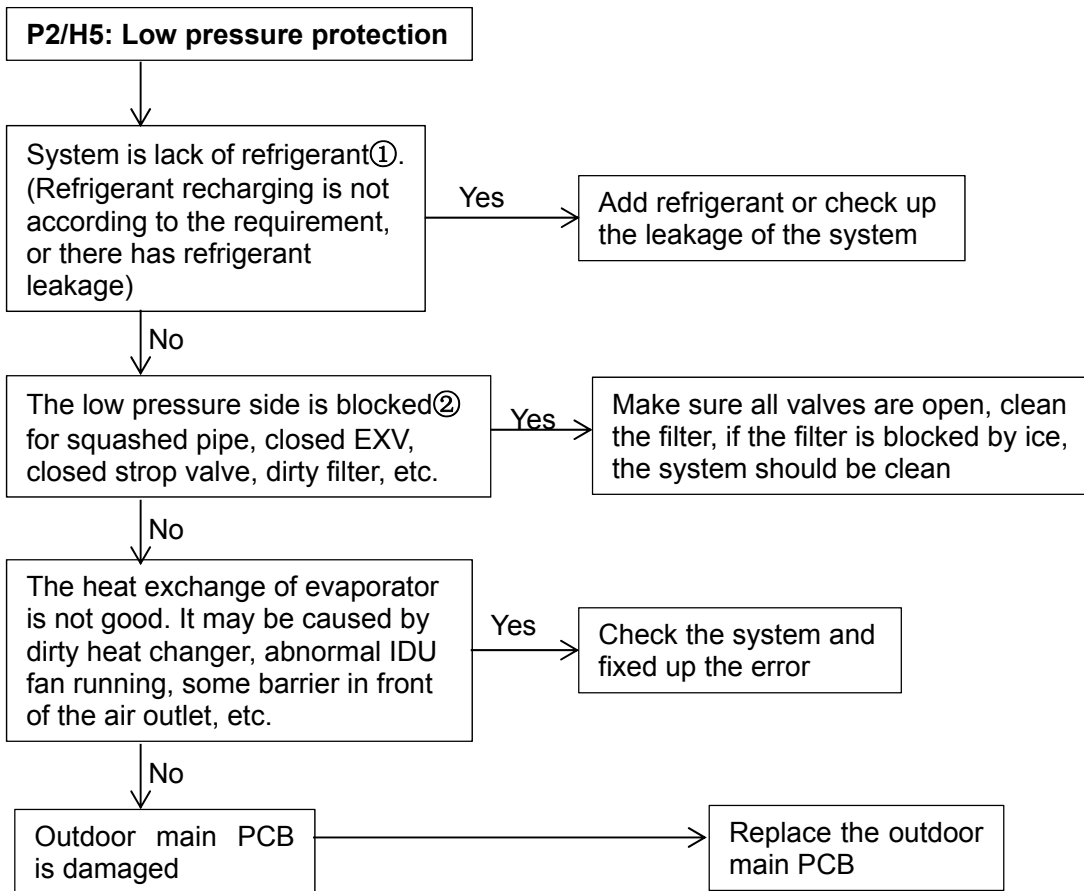 P2/H5: Low pressure protection
System is lack of refrigerant①.
(Refrigerant recharging is not
according to the requirement,
or there has refrigerant
leakage)
Yes
Add refrigerant or check up
the leakage of the system
No
The low pressure side is blocked②
for squashed pipe, closed EXV,
closed strop valve, dirty filter, etc.
Yes
Make sure all valves are open, clean
the filter, if the filter is blocked by ice,
the system should be clean
No
The heat exchange of evaporator
is not good. It may be caused by
dirty heat changer, abnormal IDU
fan running, some barrier in front
of the air outlet, etc.
Yes
Check the system and
fixed up the error
No
Outdoor main PCB
is damaged
Replace the outdoor
main PCB